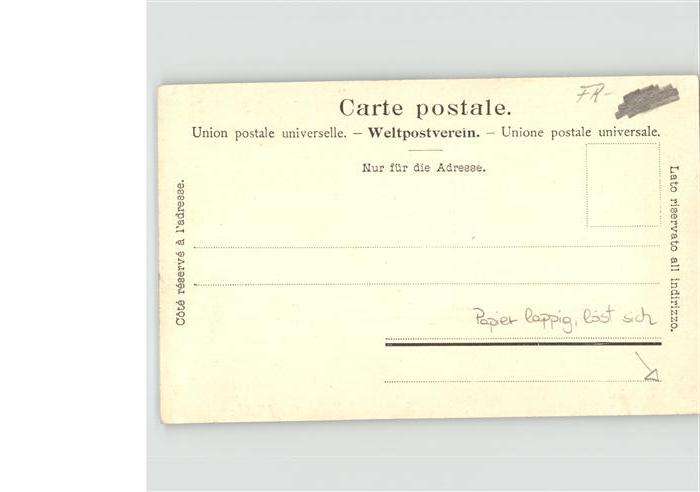 FR-
Carte postale.
Union postale universelle. – Weltpostverein. – Unione postale universale.
Nur für die Adresse.
Côté réservé à l'adresse.
Lato riservato all indirizzo.
Papier lappig, löst sich